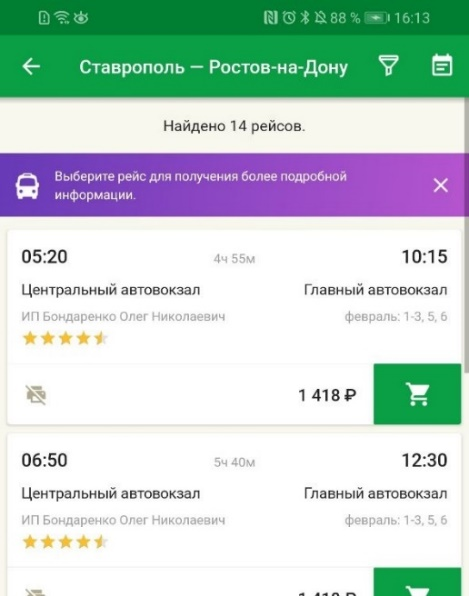 88 % 16:13
Ставрополь — Ростов-на-Дону
Найдено 14 рейсов.
Выберите рейс для получения более подробной
информации.
05:20 4ч 55м 10:15
Центральный автовокзал Главный автовокзал
ИП Бондаренко Олег Николаевич февраль: 1-3, 5, 6
1 418 ₽
06:50 5ч 40м 12:30
Центральный автовокзал Главный автовокзал
ИП Бондаренко Олег Николаевич февраль: 1-3, 5, 6
1 418 ₽